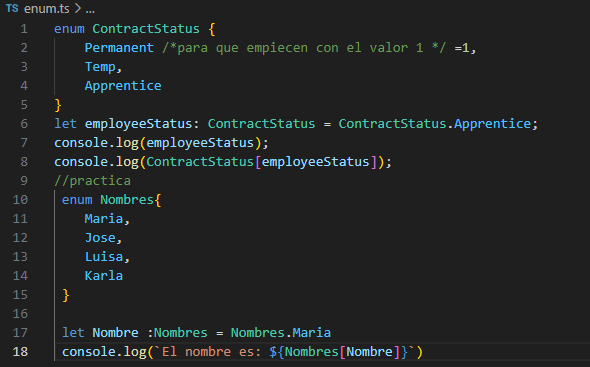 TS enum.ts > ...
1 enum ContractStatus {
2 Permanent /*para que empiecen con el valor 1 */ =1,
3 Temp,
4 Apprentice
5 }
6 let employeeStatus: ContractStatus = ContractStatus.Apprentice;
7 console.log(employeeStatus);
8 console.log(ContractStatus[employeeStatus]);
9 //practica
10 enum Nombres{
11 Maria,
12 Jose,
13 Luisa,
14 Karla
15 }
16
17 let Nombre :Nombres = Nombres.Maria
18 console.log(`El nombre es: ${Nombres[Nombre]}`)